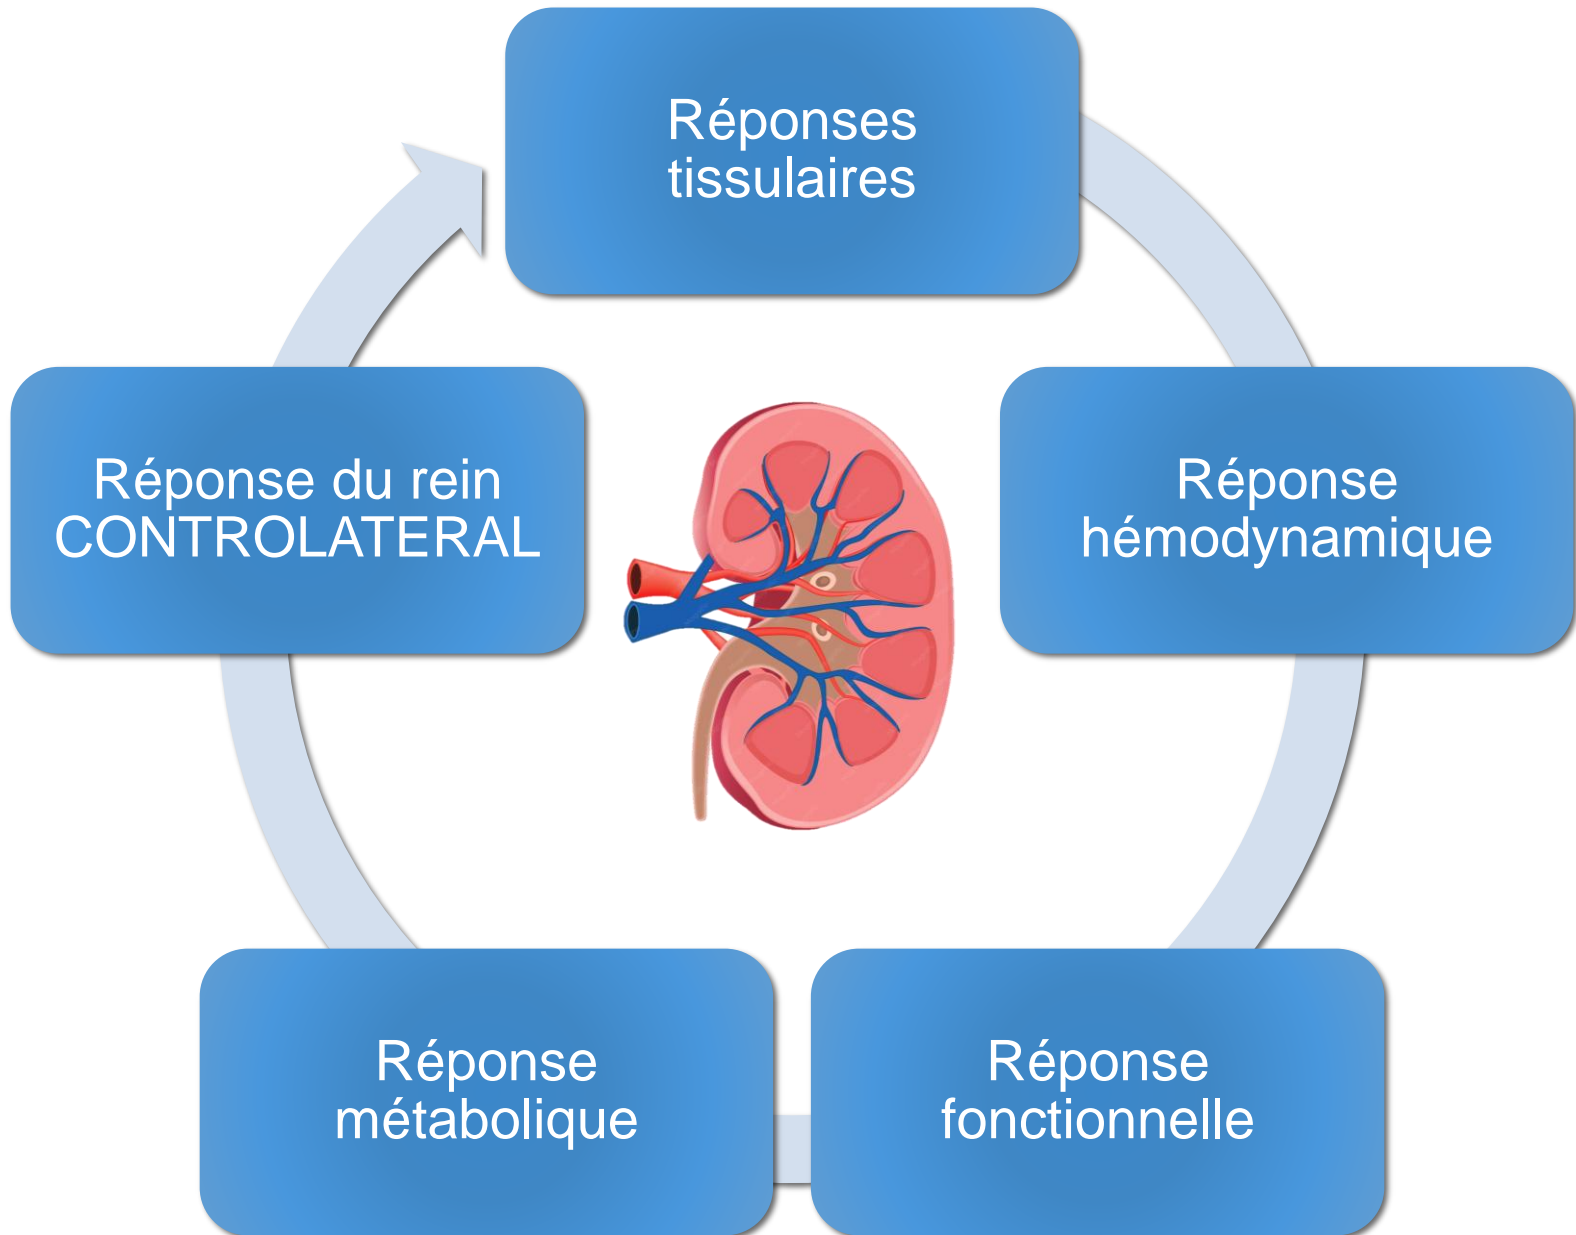 Réponses
tissulaires
Réponse
hémodynamique
Réponse
fonctionnelle
Réponse
métabolique
Réponse du rein
CONTROLATERAL